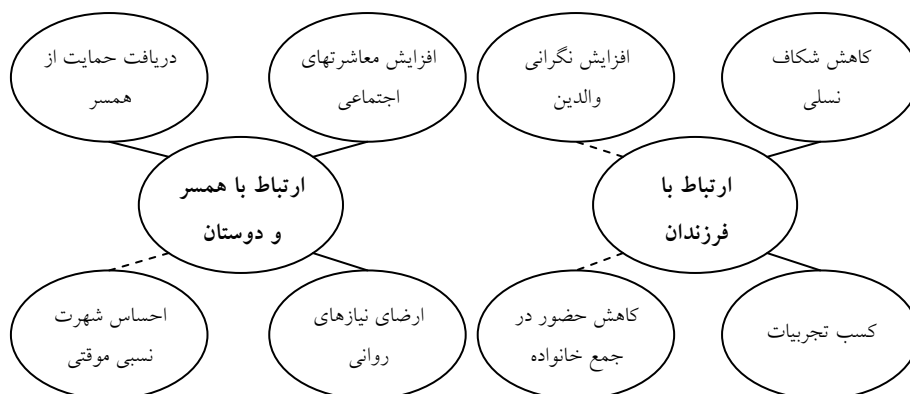 کاهش شکاف
نسلی
افزایش نگرانی
والدین
افزایش معاشرتهای
اجتماعی
دریافت حمایت از
همسر
ارتباط با
فرزندان
ارتباط با همسر
و دوستان
کسب تجربیات
کاهش حضور در
جمع خانواده
ارضای نیازهای
روانی
احساس شهرت
نسبی موقتی